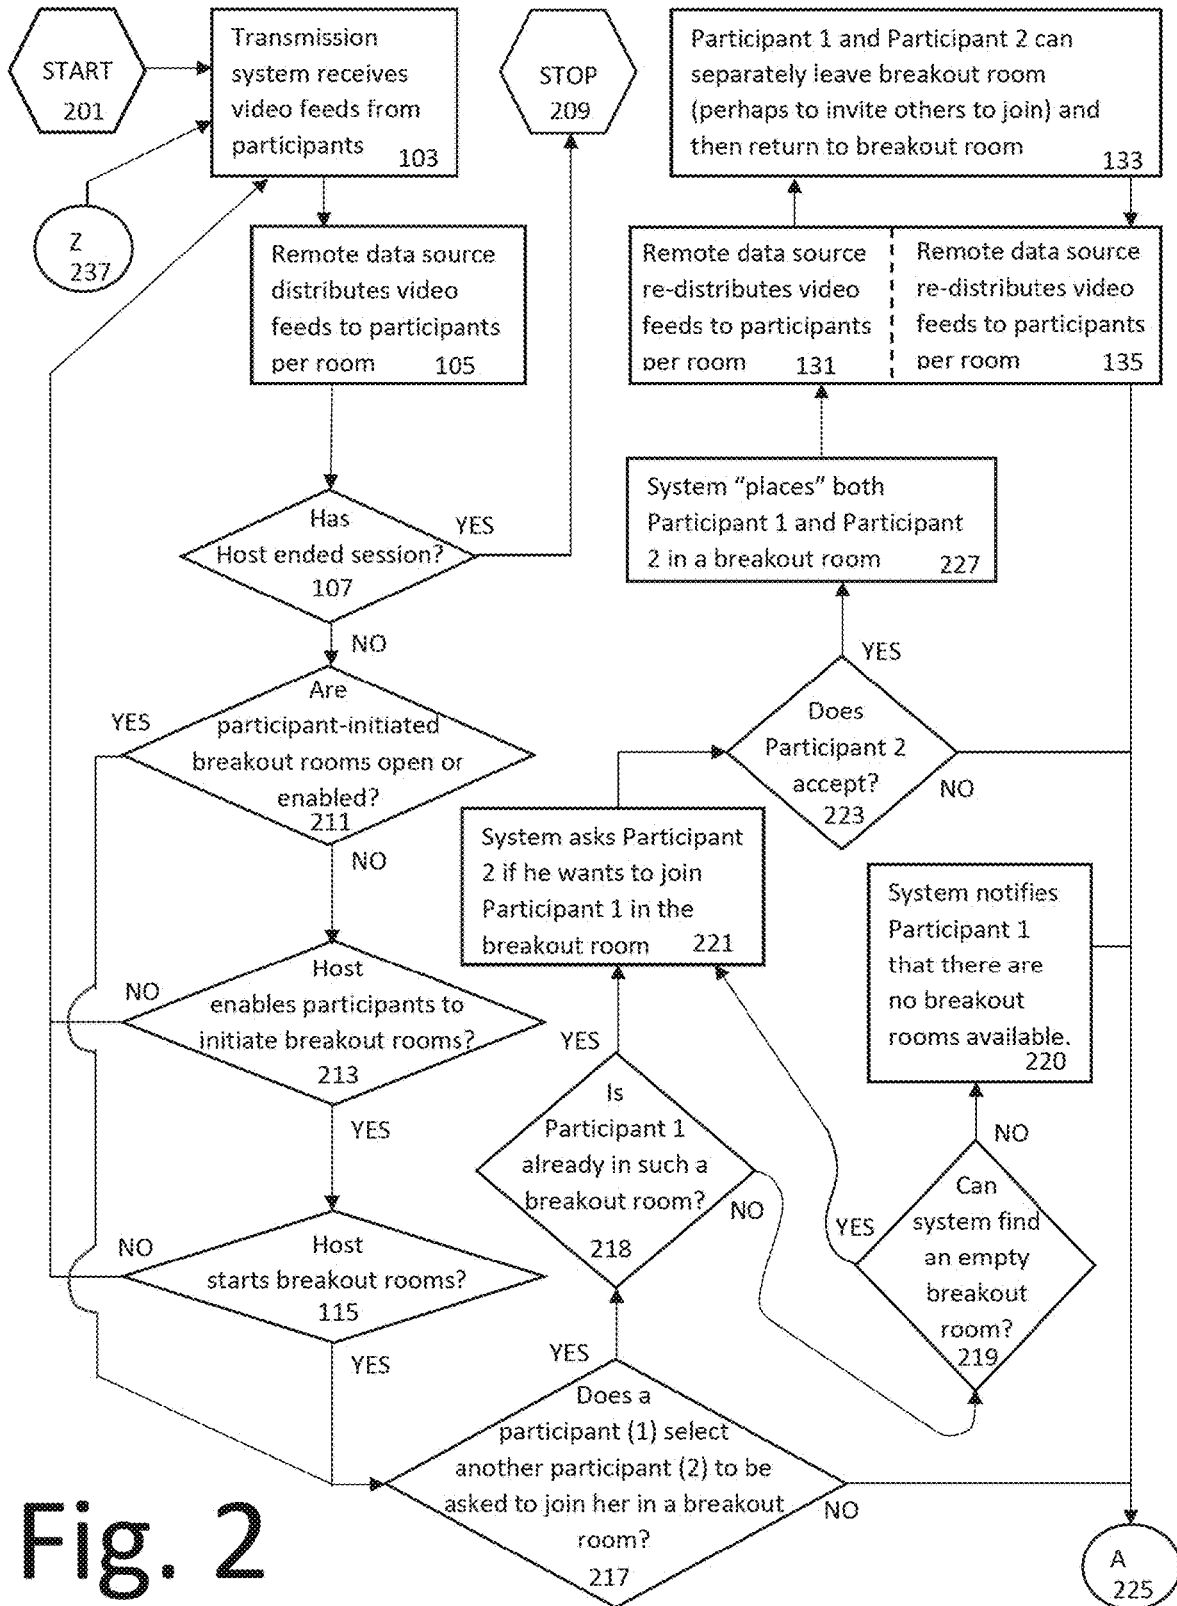 START
201
Transmission
system receives
video feeds from
participants
103
STOP
209
Participant 1 and Participant 2 can
separately leave breakout room
(perhaps to invite others to join) and
then return to breakout room
133
Z
237
Remote data source
distributes video
feeds to participants
per room
105
Remote data source
re-distributes video
feeds to participants
per room
131
Remote data source
re-distributes video
feeds to participants
per room
135
System “places” both
Participant 1 and Participant
2 in a breakout room
227
Has
Host ended session?
107
YES
NO
Are
participant-initiated
breakout rooms open or
enabled?
211
YES
NO
YES
Does
Participant 2
accept?
223
NO
System asks Participant
2 if he wants to join
Participant 1 in the
breakout room
221
System notifies
Participant 1
that there are
no breakout
rooms available.
220
NO
Host
enables participants to
initiate breakout rooms?
213
YES
YES
Is
Participant 1
already in such a
breakout room?
218
NO
NO
YES
Can
system find
an empty
breakout
room?
219
NO
Host
starts breakout rooms?
115
YES
YES
Does a
participant (1) select
another participant (2) to be
asked to join her in a breakout
room?
217
NO
A
225
Fig. 2